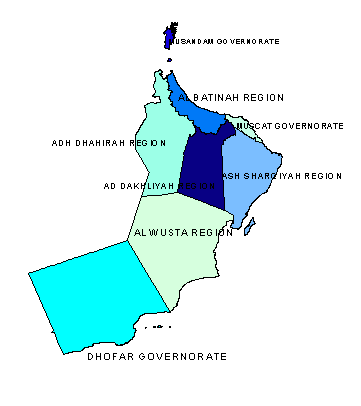 MUSANDAM GOVERNORATE
AL BATINAH REGION
MUSCAT GOVERNORATE
ADH DHAHIRAH REGION
ASH SHARQIYAH REGION
AD DAKHLIYAH REGION
AL WUSTA REGION
DHOFAR GOVERNORATE